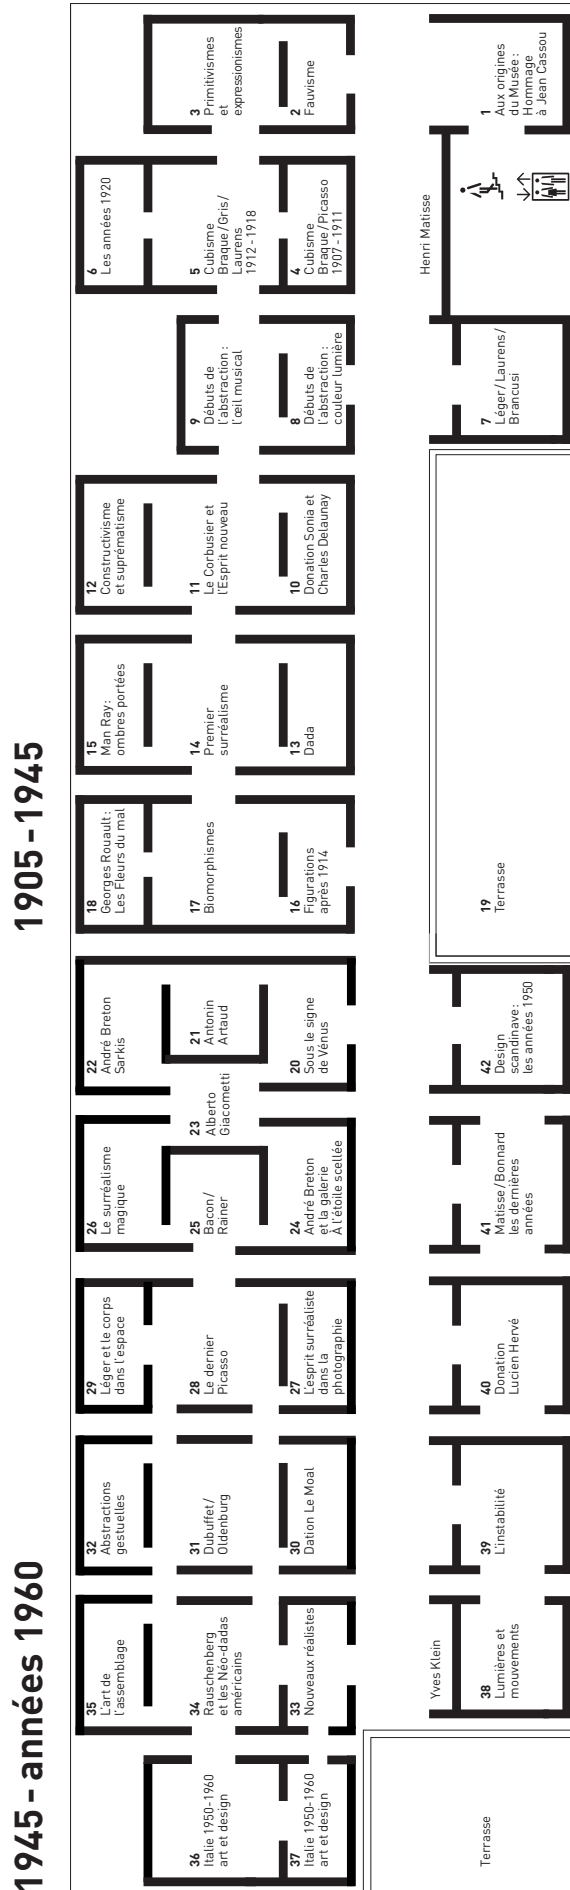 1945 - années 1960
1905 - 1945
1
Aux origines
du Musée :
Hommage
à Jean Cassou
2
Fauvisme
3
Primitivismes
et
expressionismes
4
Cubisme
Braque/Picasso
1907 - 1911
5
Cubisme
Braque/Gris/
Laurens
1912 - 1918
6
Les années 1920
Henri Matisse
7
Léger/Laurens/
Brancusi
8
Débuts de
l'abstraction :
couleur lumière
9
Débuts de
l'abstraction :
l'œil musical
10
Donation Sonia et
Charles Delaunay
11
Le Corbusier et
l'Esprit nouveau
12
Constructivisme
et suprématisme
13
Dada
14
Premier
surréalisme
15
Man Ray:
ombres portées
16
Figurations
après 1914
17
Biomorphismes
18
Georges Rouault :
Les Fleurs du mal
19
Terrasse
20
Sous le signe
de Vénus
21
Antonin
Artaud
22
André Breton
Sarkis
23
Alberto
Giacometti
24
André Breton
et la galerie
À l'étoile scellée
25
Bacon/
Rainer
26
Le surréalisme
magique
27
L'esprit surréaliste
dans la
photographie
28
Le dernier
Picasso
29
Léger et le corps
dans l'espace
30
Dation Le Moal
31
Dubuffet/
Oldenburg
32
Abstractions
gestuelles
33
Nouveaux réalistes
34
Rauschenberg
et les Néo-dadas
américains
35
L'art de
l'assemblage
36
Italie 1950-1960
art et design
37
Italie 1950-1960
art et design
Yves Klein
38
Lumières et
mouvements
39
L'instabilité
40
Donation
Lucien Hervé
41
Matisse/Bonnard
les dernières
années
42
Design
scandinave:
les années 1950
Terrasse